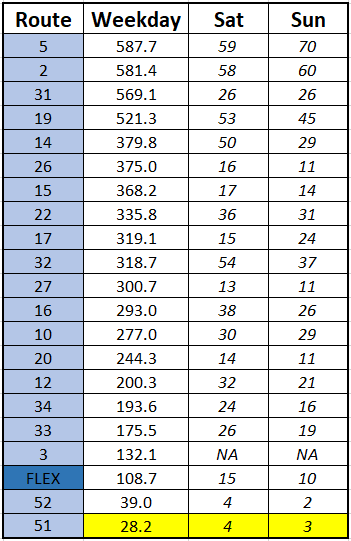 Route Weekday Sat Sun
5 587.7 59 70
2 581.4 58 60
31 569.1 26 26
19 521.3 53 45
14 379.8 50 29
26 375.0 16 11
15 368.2 17 14
22 335.8 36 31
17 319.1 15 24
32 318.7 54 37
27 300.7 13 11
16 293.0 38 26
10 277.0 30 29
20 244.3 14 11
12 200.3 32 21
34 193.6 24 16
33 175.5 26 19
3 132.1 NA NA
FLEX 108.7 15 10
52 39.0 4 2
51 28.2 4 3